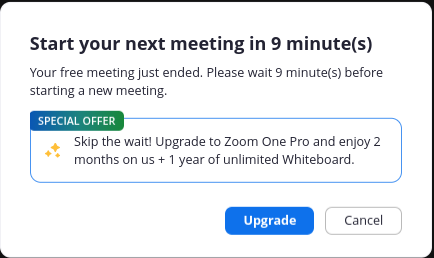 Start your next meeting in 9 minute(s)
Your free meeting just ended. Please wait 9 minute(s) before
starting a new meeting.
SPECIAL OFFER
Skip the wait! Upgrade to Zoom One Pro and enjoy 2
months on us + 1 year of unlimited Whiteboard.
Upgrade
Cancel